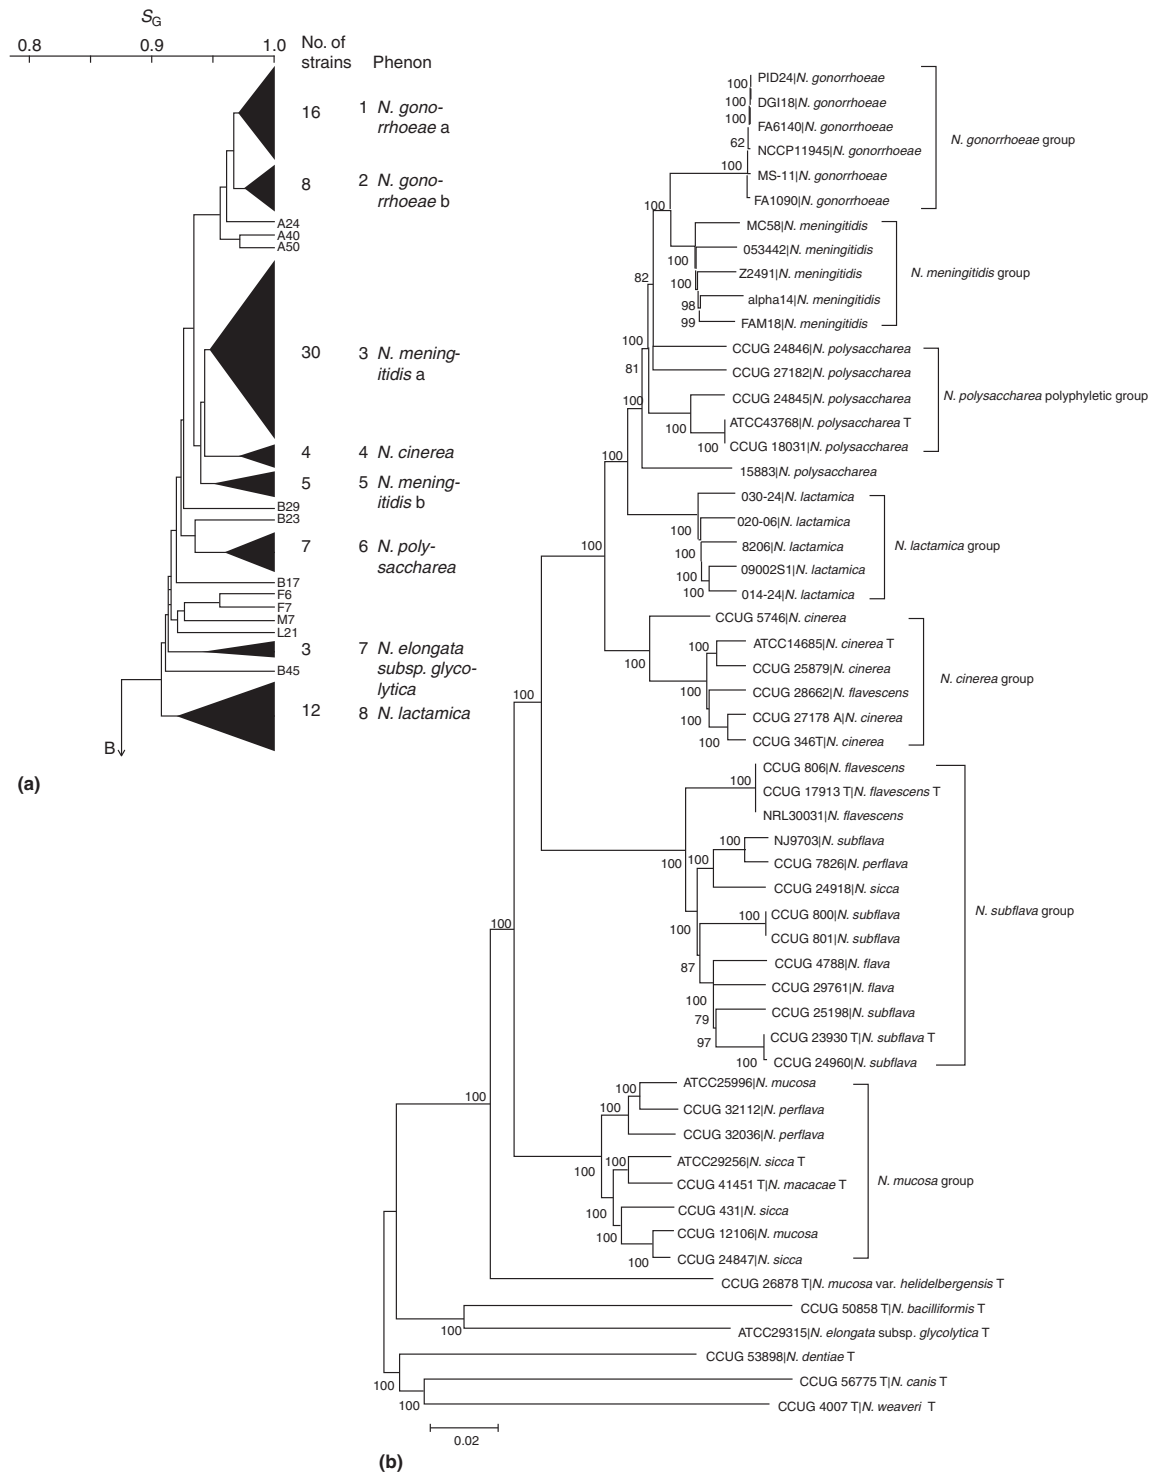 S_G
0.8 0.9 1.0
No. of strains
Phenon
16 1 N. gono-
rrhoeae a
8 2 N. gono-
rrhoeae b
A24
A40
A50
30 3 N. mening-
itidis a
4 4 N. cinerea
5 5 N. mening-
itidis b
B29
B23
7 6 N. poly-
saccharea
B17
F6
F7
M7
L21
3 7 N. elongata
subsp. glyco-
lytica
B45
12 8 N. lactamica
B
(a)
PID24|N. gonorrhoeae
100
DGI18|N. gonorrhoeae
100
100
FA6140|N. gonorrhoeae
62
NCCP11945|N. gonorrhoeae
100
MS-11|N. gonorrhoeae
FA1090|N. gonorrhoeae
N. gonorrhoeae group
100
MC58|N. meningitidis
053442|N. meningitidis
100
Z2491|N. meningitidis
100
alpha14|N. meningitidis
98
FAM18|N. meningitidis
99
N. meningitidis group
82
100
CCUG 24846|N. polysaccharea
81
CCUG 27182|N. polysaccharea
100
CCUG 24845|N. polysaccharea
ATCC43768|N. polysaccharea T
100
CCUG 18031|N. polysaccharea
100
N. polysaccharea polyphyletic group
100
15883|N. polysaccharea
030-24|N. lactamica
020-06|N. lactamica
100
8206|N. lactamica
100
09002S1|N. lactamica
100
014-24|N. lactamica
100
N. lactamica group
100
CCUG 5746|N. cinerea
ATCC14685|N. cinerea T
100
100
CCUG 25879|N. cinerea
100
CCUG 28662|N. flavescens
CCUG 27178 A|N. cinerea
100
CCUG 346T|N. cinerea
100
N. cinerea group
100
CCUG 806|N. flavescens
100
CCUG 17913 T|N. flavescens T
NRL30031|N. flavescens
NJ9703|N. subflava
100
CCUG 7826|N. perflava
100 100
CCUG 24918|N. sicca
CCUG 800|N. subflava
100
100
CCUG 801|N. subflava
87
CCUG 4788|N. flava
CCUG 29761|N. flava
100
CCUG 25198|N. subflava
79
CCUG 23930 T|N. subflava T
97
CCUG 24960|N. subflava
100
N. subflava group
100
100
ATCC25996|N. mucosa
100
CCUG 32112|N. perflava
100
CCUG 32036|N. perflava
ATCC29256|N. sicca T
100
100
CCUG 41451 T|N. macacae T
CCUG 431|N. sicca
100
CCUG 12106|N. mucosa
100
CCUG 24847|N. sicca
100
N. mucosa group
CCUG 26878 T|N. mucosa var. helidelbergensis T
CCUG 50858 T|N. bacilliformis T
100
ATCC29315|N. elongata subsp. glycolytica T
CCUG 53898|N. dentiae T
100
CCUG 56775 T|N. canis T
100
CCUG 4007 T|N. weaveri T
0.02
(b)